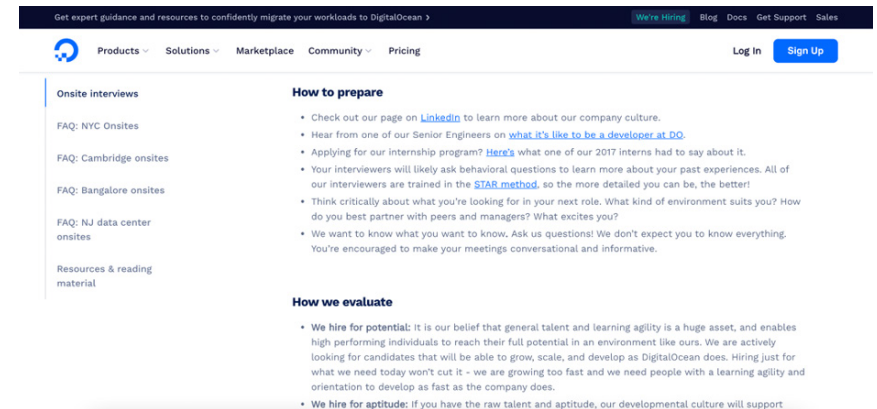 Get expert guidance and resources to confidently migrate your workloads to DigitalOcean ›
We're Hiring Blog Docs Get Support Sales
Products Solutions Marketplace Community Pricing
Log In Sign Up
Onsite interviews
FAQ: NYC Onsites
FAQ: Cambridge onsites
FAQ: Bangalore onsites
FAQ: NJ data center
onsites
Resources & reading
material
How to prepare
• Check out our page on LinkedIn to learn more about our company culture.
• Hear from one of our Senior Engineers on what it's like to be a developer at DO.
• Applying for our internship program? Here's what one of our 2017 interns had to say about it.
• Your interviewers will likely ask behavioral questions to learn more about your past experiences. All of
our interviewers are trained in the STAR method, so the more detailed you can be, the better!
• Think critically about what you're looking for in your next role. What kind of environment suits you? How
do you best partner with peers and managers? What excites you?
• We want to know what you want to know. Ask us questions! We don't expect you to know everything.
You're encouraged to make your meetings conversational and informative.
How we evaluate
• We hire for potential: It is our belief that general talent and learning agility is a huge asset, and enables
high performing individuals to reach their full potential in an environment like ours. We are actively
looking for candidates that will be able to grow, scale, and develop as DigitalOcean does. Hiring just for
what we need today won't cut it - we are growing too fast and we need people with a learning agility and
orientation to develop as fast as the company does.
• We hire for aptitude: If you have the raw talent and aptitude, our developmental culture will support